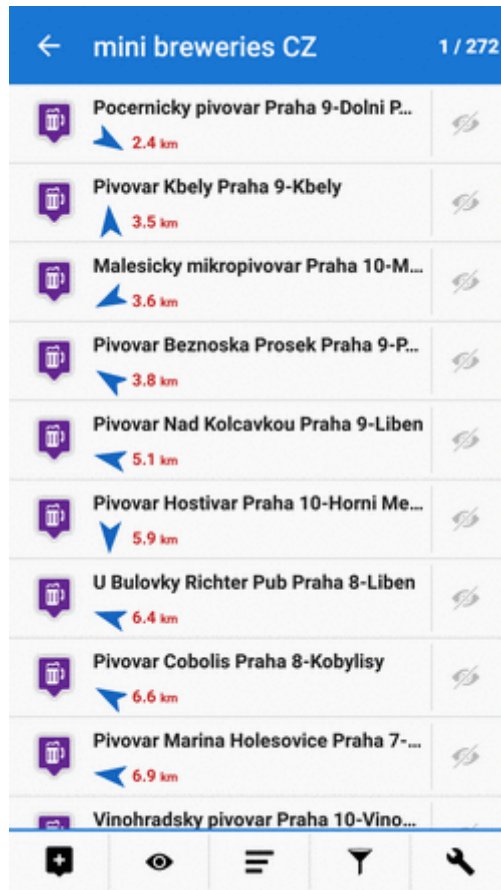 mini breweries CZ
1 / 272
Pocernicky pivovar Praha 9-Dolni P...
2.4 km
Pivovar Kbely Praha 9-Kbely
3.5 km
Malesicky mikropivovar Praha 10-M...
3.6 km
Pivovar Beznoska Prosek Praha 9-P...
3.8 km
Pivovar Nad Kolcavkou Praha 9-Liben
5.1 km
Pivovar Hostivar Praha 10-Horni Me...
5.9 km
U Bulovky Richter Pub Praha 8-Liben
6.4 km
Pivovar Cobolis Praha 8-Kobylisy
6.6 km
Pivovar Marina Holesovice Praha 7-...
6.9 km
Vinohradsky pivovar Praha 10-Vino...